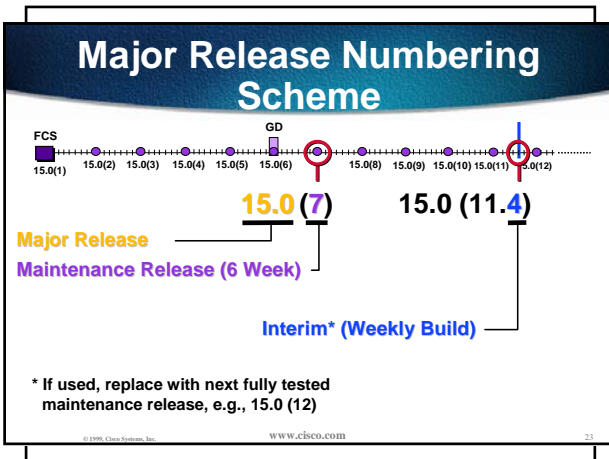 Major Release Numbering
Scheme
FCS
GD
15.0(1)
15.0(2)
15.0(3)
15.0(4)
15.0(5)
15.0(6)
15.0(8)
15.0(9)
15.0(10)
15.0(11)
15.0(12)
15.0 (7)
15.0 (11.4)
Major Release
Maintenance Release (6 Week)
Interim* (Weekly Build)
* If used, replace with next fully tested
maintenance release, e.g., 15.0 (12)
© 1999, Cisco Systems, Inc.
www.cisco.com
23